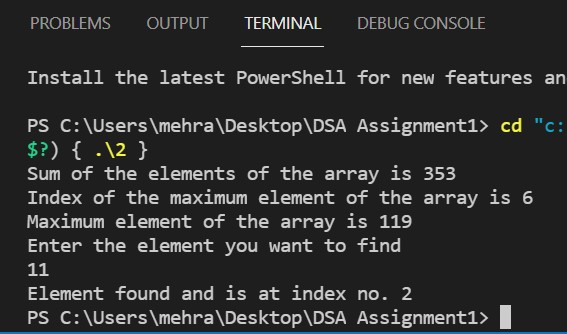 PROBLEMS OUTPUT TERMINAL DEBUG CONSOLE
Install the latest PowerShell for new features an
PS C:\Users\mehra\Desktop\DSA Assignment1> cd "c:
$?) { .\2 }
Sum of the elements of the array is 353
Index of the maximum element of the array is 6
Maximum element of the array is 119
Enter the element you want to find
11
Element found and is at index no. 2
PS C:\Users\mehra\Desktop\DSA Assignment1>